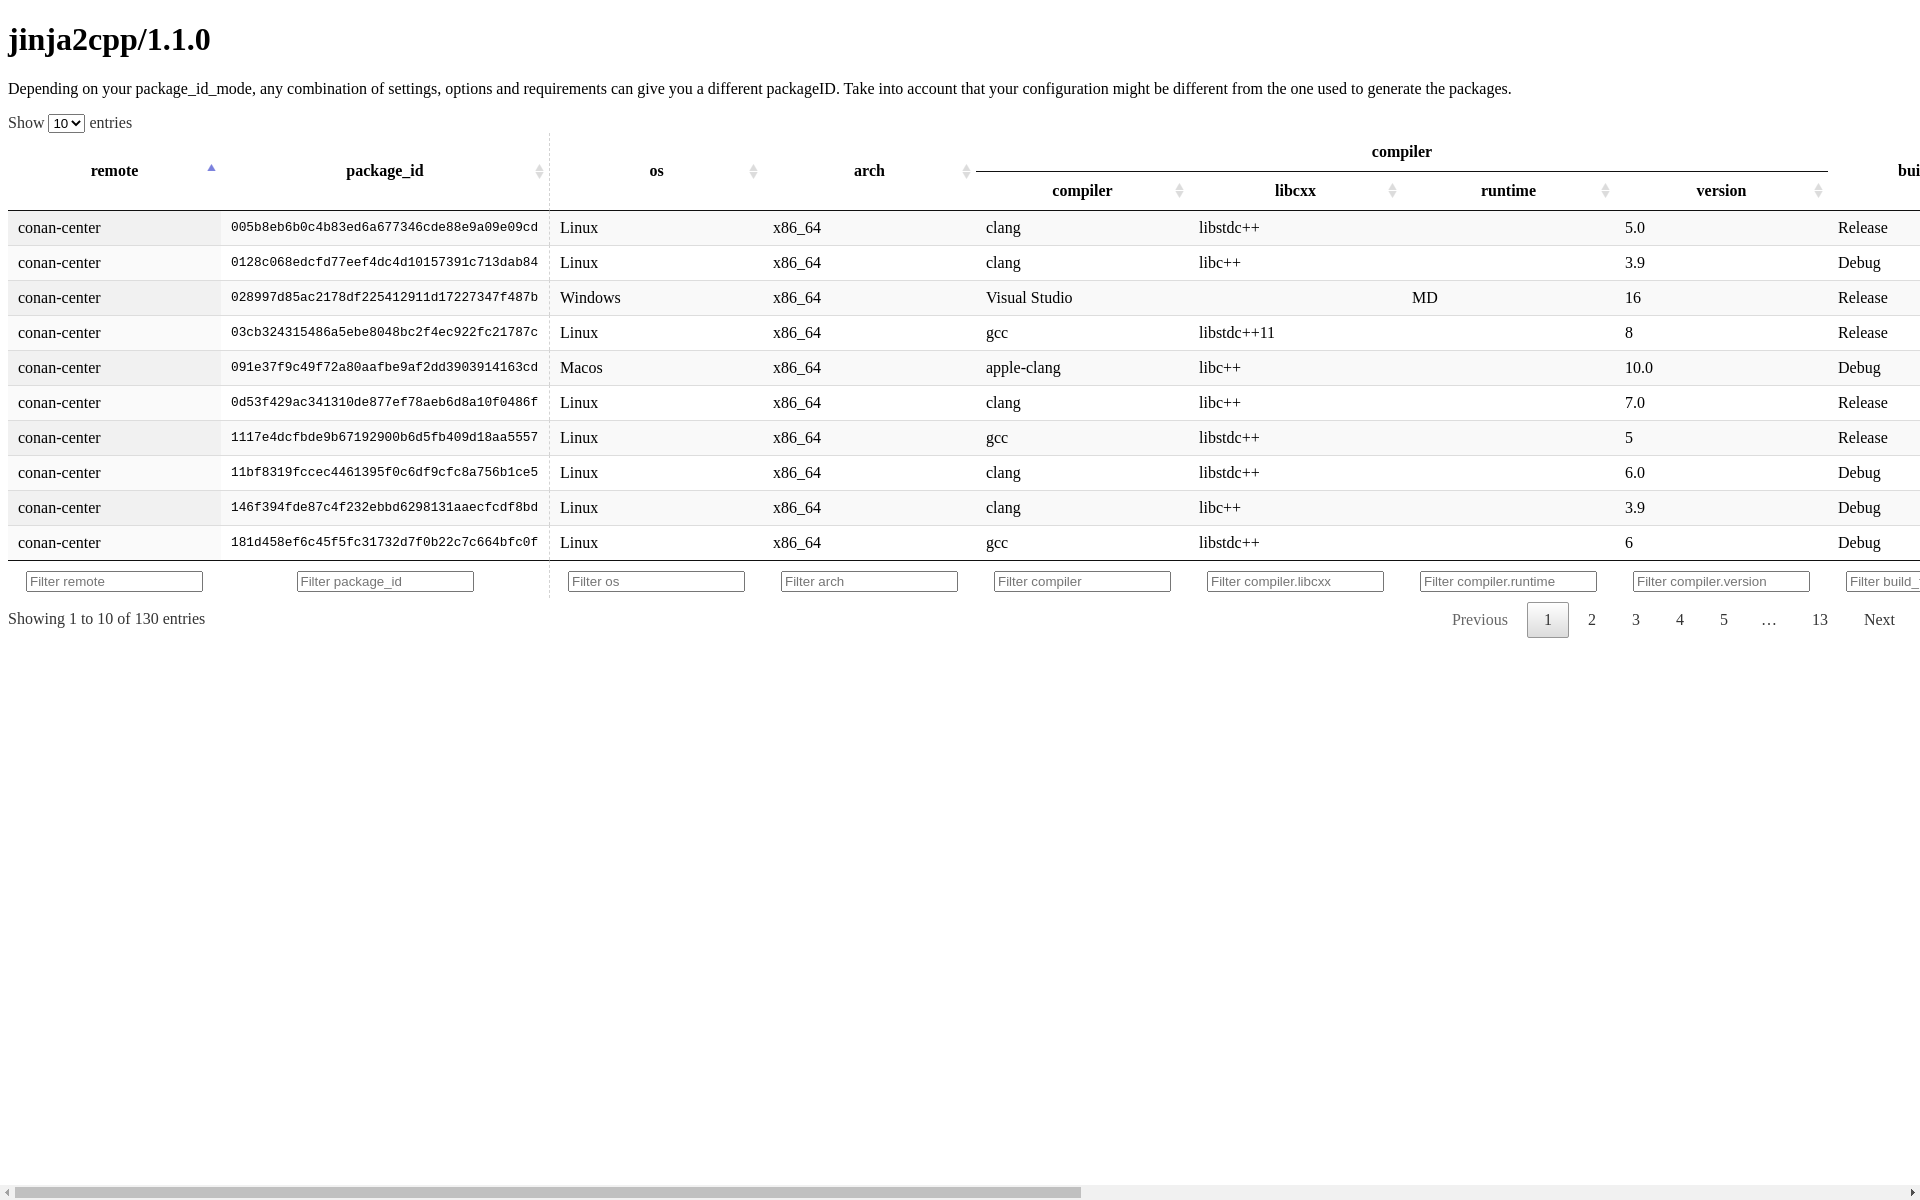 jinja2cpp/1.1.0
Depending on your package_id_mode, any combination of settings, options and requirements can give you a different packageID. Take into account that your configuration might be different from the one used to generate the packages.
Show 10 entries
compiler
remote package_id os arch bui
compiler libcxx runtime version
conan-center 005b8eb6b0c4b83ed6a677346cde88e9a09e09cd Linux x86_64 clang libstdc++ 5.0 Release
conan-center 0128c068edcfd77eef4dc4d10157391c713dab84 Linux x86_64 clang libc++ 3.9 Debug
conan-center 028997d85ac2178df225412911d17227347f487b Windows x86_64 Visual Studio MD 16 Release
conan-center 03cb324315486a5ebe8048bc2f4ec922fc21787c Linux x86_64 gcc libstdc++11 8 Release
conan-center 091e37f9c49f72a80aafbe9af2dd3903914163cd Macos x86_64 apple-clang libc++ 10.0 Debug
conan-center 0d53f429ac341310de877ef78aeb6d8a10f0486f Linux x86_64 clang libc++ 7.0 Release
conan-center 1117e4dcfbde9b67192900b6d5fb409d18aa5557 Linux x86_64 gcc libstdc++ 5 Release
conan-center 11bf8319fccec4461395f0c6df9cfc8a756b1ce5 Linux x86_64 clang libstdc++ 6.0 Debug
conan-center 146f394fde87c4f232ebbd6298131aaecfcdf8bd Linux x86_64 clang libc++ 3.9 Debug
conan-center 181d458ef6c45f5fc31732d7f0b22c7c664bfc0f Linux x86_64 gcc libstdc++ 6 Debug
Filter remote Filter package_id Filter os Filter arch Filter compiler Filter compiler.libcxx Filter compiler.runtime Filter compiler.version Filter build_
Showing 1 to 10 of 130 entries Previous 1 2 3 4 5 … 13 Next